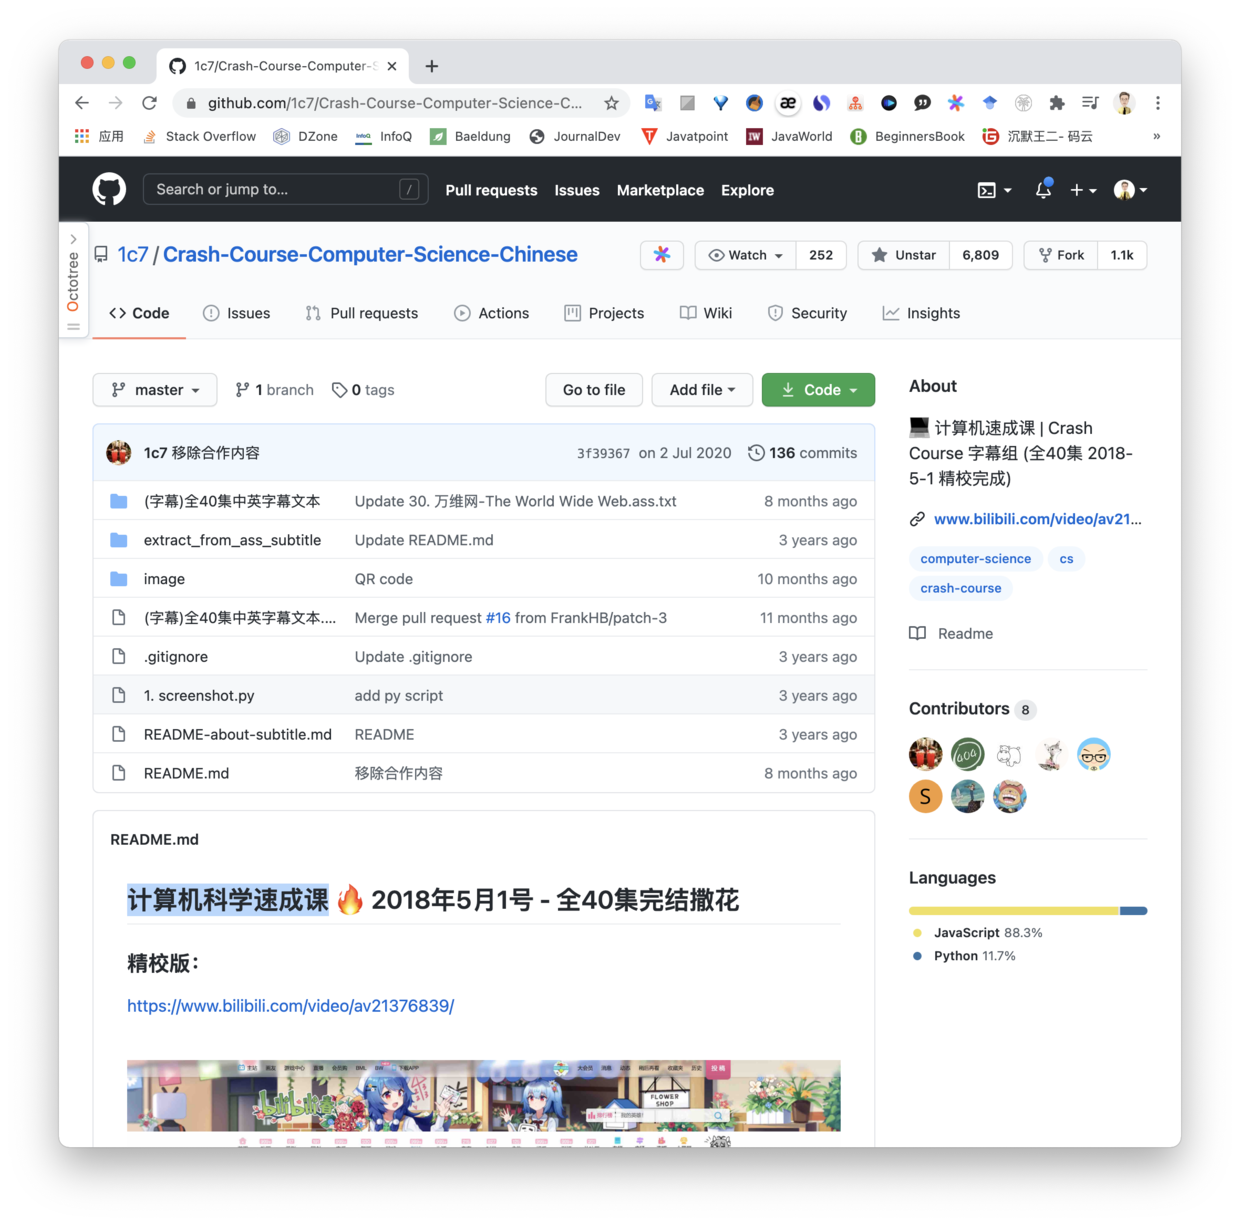 1c7/Crash-Course-Computer-S
github.com/1c7/Crash-Course-Computer-Science-C...
应用 Stack Overflow DZone InfoQ Baeldung JournalDev Javatpoint JavaWorld BeginnersBook 沉默王二- 码云 »
Search or jump to... / Pull requests Issues Marketplace Explore
Octotree
1c7 / Crash-Course-Computer-Science-Chinese Watch 252 Unstar 6,809 Fork 1.1k
Code Issues Pull requests Actions Projects Wiki Security Insights
master 1 branch 0 tags Go to file Add file Code
1c7 移除合作内容 3f39367 on 2 Jul 2020 136 commits
(字幕)全40集中英字幕文本 Update 30. 万维网-The World Wide Web.ass.txt 8 months ago
extract_from_ass_subtitle Update README.md 3 years ago
image QR code 10 months ago
(字幕)全40集中英字幕文本.... Merge pull request #16 from FrankHB/patch-3 11 months ago
.gitignore Update .gitignore 3 years ago
1. screenshot.py add py script 3 years ago
README-about-subtitle.md README 3 years ago
README.md 移除合作内容 8 months ago
README.md
计算机科学速成课 🔥 2018年5月1号 - 全40集完结撒花
精校版：
https://www.bilibili.com/video/av21376839/
bilibili
FLOWER
SHOP
About
计算机速成课 | Crash
Course 字幕组 (全40集 2018-
5-1 精校完成)
www.bilibili.com/video/av21...
computer-science cs
crash-course
Readme
Contributors 8
404
S
Languages
JavaScript 88.3%
Python 11.7%